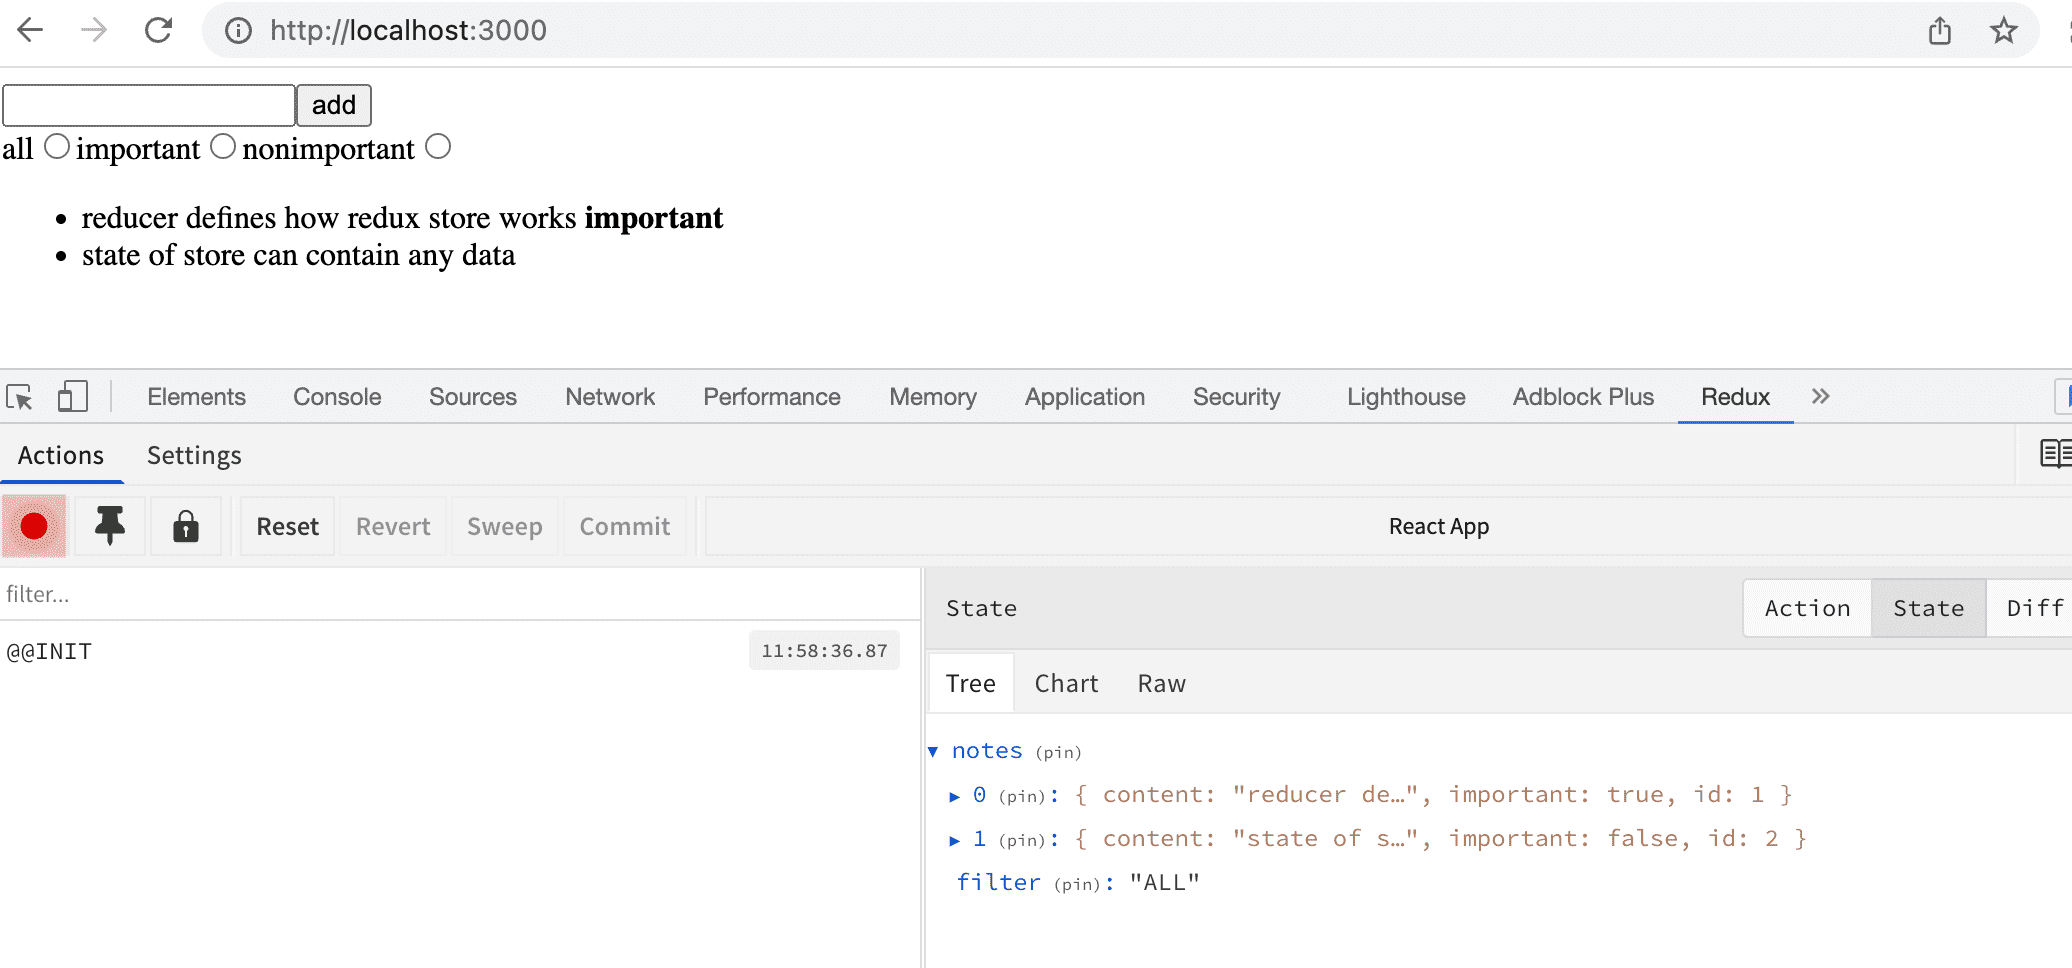 http://localhost:3000
add
all important nonimportant
reducer defines how redux store works important
state of store can contain any data
Elements Console Sources Network Performance Memory Application Security Lighthouse Adblock Plus Redux »
Actions Settings
Reset Revert Sweep Commit React App
filter...
State Action State Diff
@@INIT 11:58:36.87
Tree Chart Raw
notes (pin)
0 (pin): { content: "reducer de…", important: true, id: 1 }
1 (pin): { content: "state of s…", important: false, id: 2 }
filter (pin): "ALL"